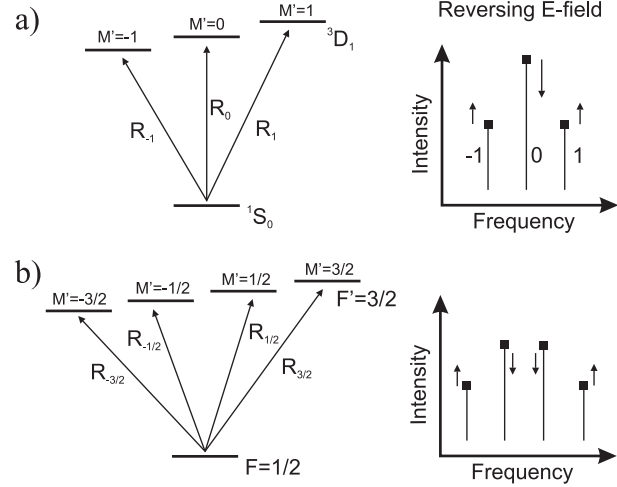 a)
M'=-1
M'=0
M'=1
³D₁
R₋₁
R₀
R₁
¹S₀
Reversing E-field
Intensity
-1
0
1
Frequency
b)
M'=-3/2
M'=-1/2
M'=1/2
M'=3/2
F'=3/2
R₋₃/₂
R₋₁/₂
R₁/₂
R₃/₂
F=1/2
Intensity
Frequency